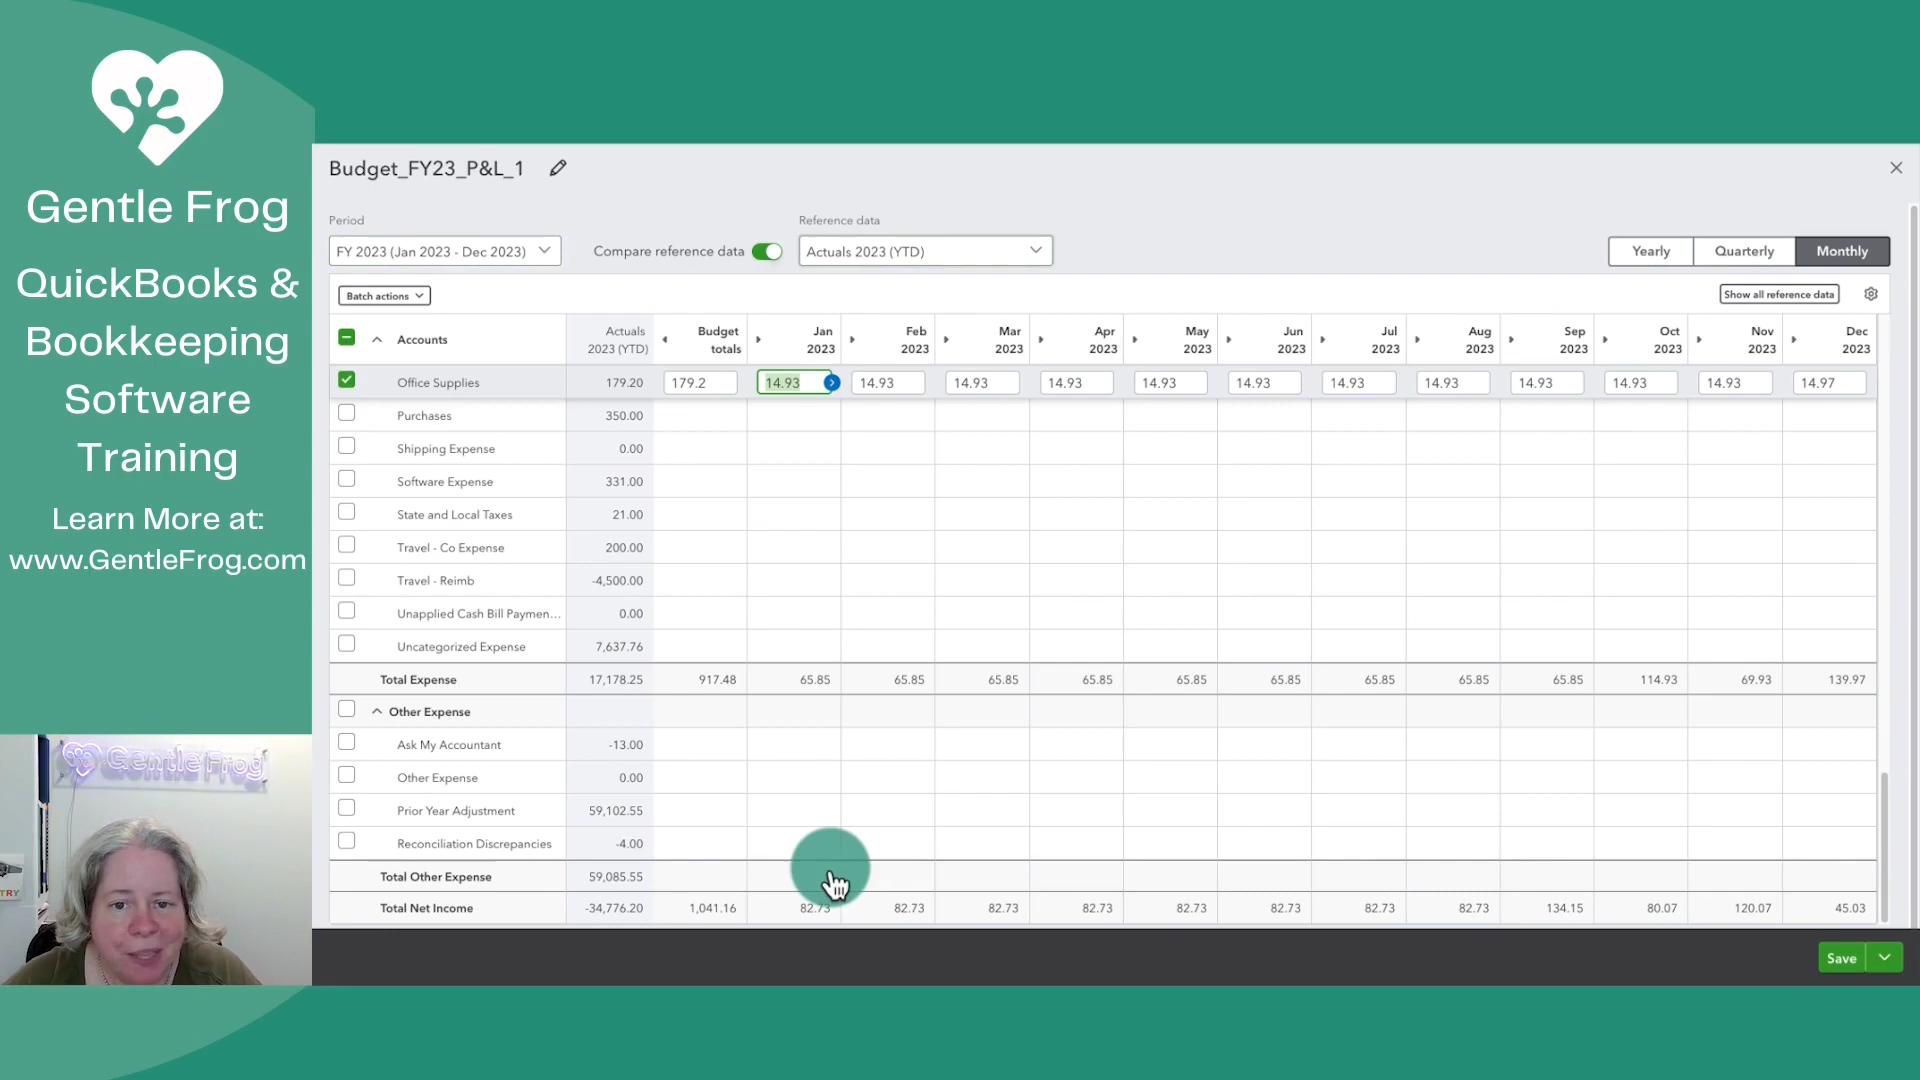 Gentle Frog
QuickBooks &
Bookkeeping
Software
Training
Learn More at:
www.GentleFrog.com
Gentle Frog
TRY
Budget_FY23_P&L_1
Period
FY 2023 (Jan 2023 - Dec 2023)
Compare reference data
Reference data
Actuals 2023 (YTD)
Yearly Quarterly Monthly
Batch actions
Show all reference data
Accounts Actuals 2023 (YTD) Budget totals Jan 2023 Feb 2023 Mar 2023 Apr 2023 May 2023 Jun 2023 Jul 2023 Aug 2023 Sep 2023 Oct 2023 Nov 2023 Dec 2023
Office Supplies 179.20 179.2 14.93 14.93 14.93 14.93 14.93 14.93 14.93 14.93 14.93 14.93 14.93 14.97
Purchases 350.00
Shipping Expense 0.00
Software Expense 331.00
State and Local Taxes 21.00
Travel - Co Expense 200.00
Travel - Reimb -4,500.00
Unapplied Cash Bill Paymen... 0.00
Uncategorized Expense 7,637.76
Total Expense 17,178.25 917.48 65.85 65.85 65.85 65.85 65.85 65.85 65.85 65.85 65.85 114.93 69.93 139.97
Other Expense
Ask My Accountant -13.00
Other Expense 0.00
Prior Year Adjustment 59,102.55
Reconciliation Discrepancies -4.00
Total Other Expense 59,085.55
Total Net Income -34,776.20 1,041.16 82.73 82.73 82.73 82.73 82.73 82.73 82.73 82.73 134.15 80.07 120.07 45.03
Save